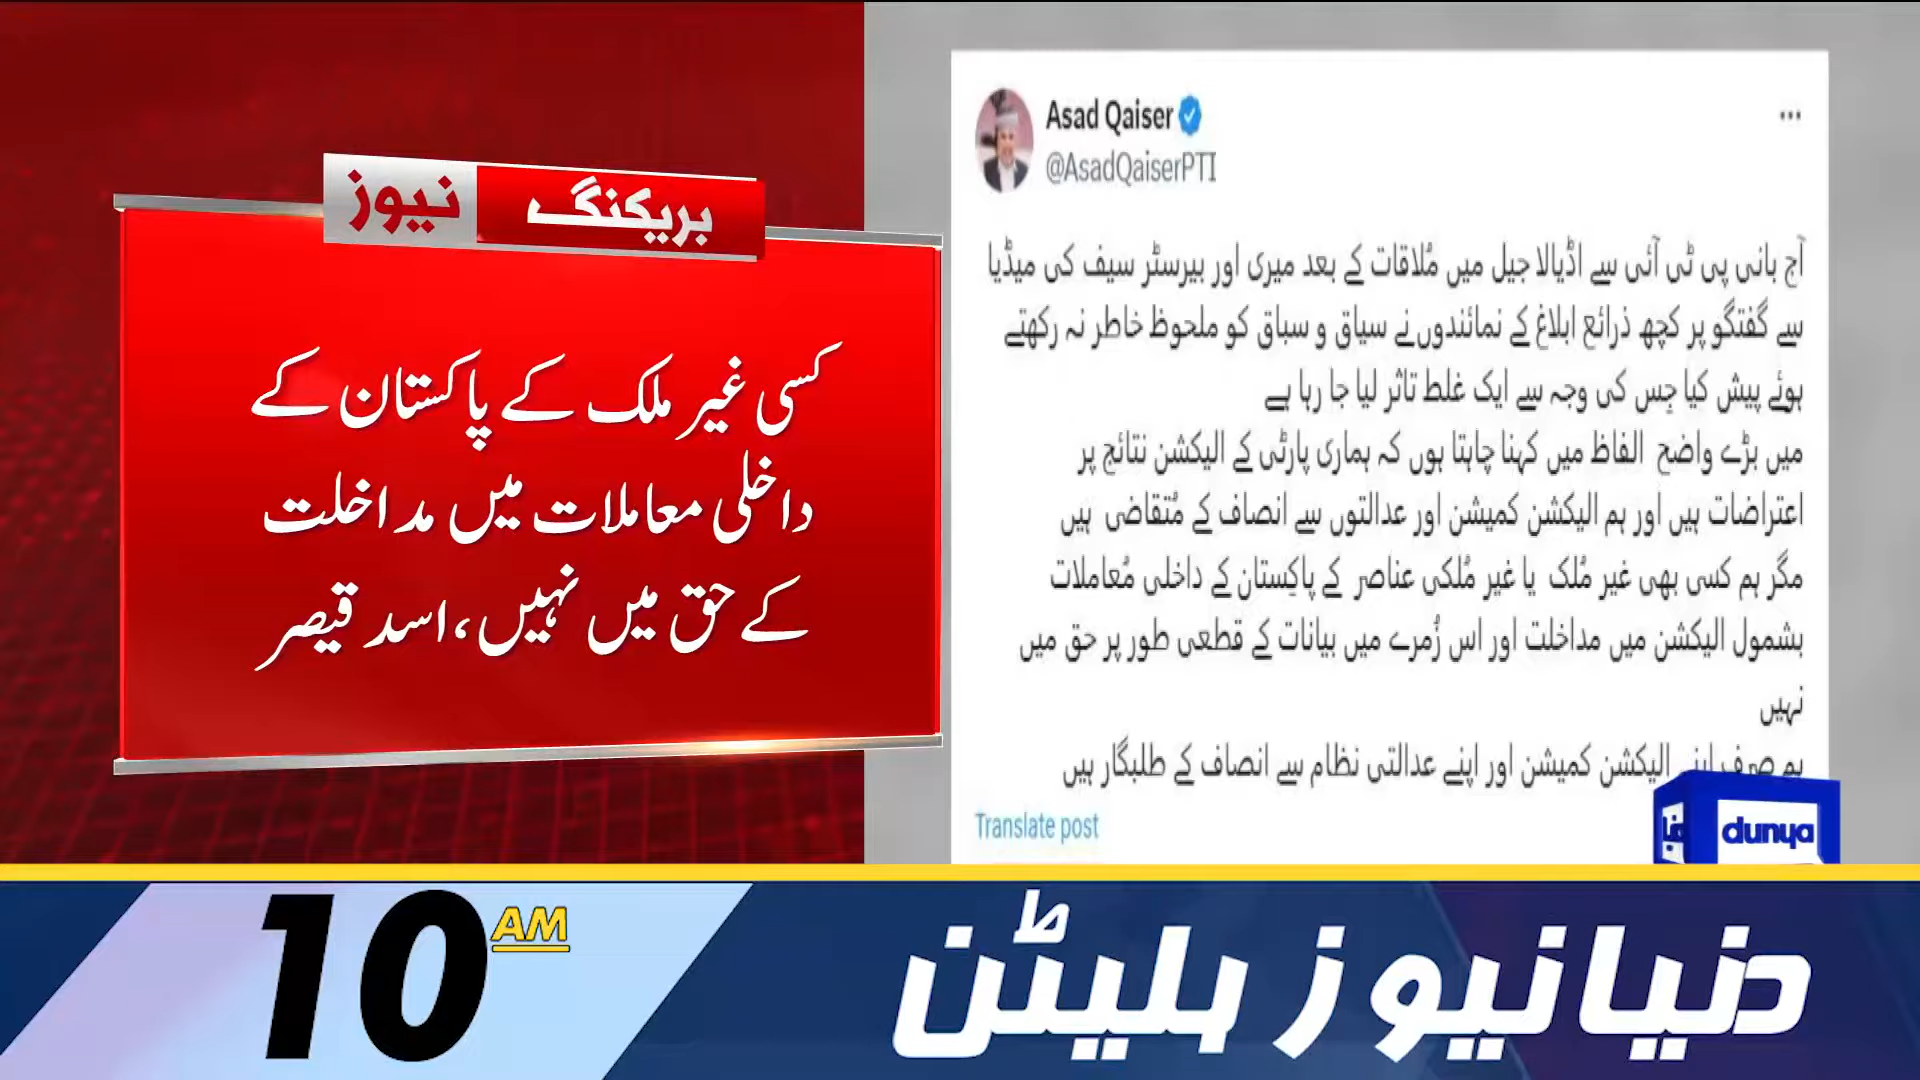 بریکنگ نیوز
کسی غیر ملک کے پاکستان کے
داخلی معاملات میں مداخلت
کے حق میں نہیں، اسد قیصر
Asad Qaiser
@AsadQaiserPTI
آج بانی پی ٹی آئی سے اڈیالا جیل میں مُلاقات کے بعد میری اور بیرسٹر سیف کی میڈیا
سے گفتگو پر کچھ ذرائع ابلاغ کے نمائندوں نے سیاق و سباق کو ملحوظ خاطر نہ رکھتے
ہوئے پیش کیا جِس کی وجہ سے ایک غلط تاثر لیا جا رہا ہے
میں بڑے واضح الفاظ میں کہنا چاہتا ہوں کہ ہماری پارٹی کے الیکشن نتائج پر
اعتراضات ہیں اور ہم الیکشن کمیشن اور عدالتوں سے انصاف کے مُتقاضی ہیں
مگر ہم کسی بھی غیر مُلک یا غیر مُلکی عناصر کے پاکِستان کے داخلی مُعاملات
بشمول الیکشن میں مداخلت اور اس زُمرے میں بیانات کے قطعی طور پر حق میں
نہیں
ہم صرف اپنے الیکشن کمیشن اور اپنے عدالتی نظام سے انصاف کے طلبگار ہیں
Translate post
dunya
10 AM
دنیا نیوز بلیٹن